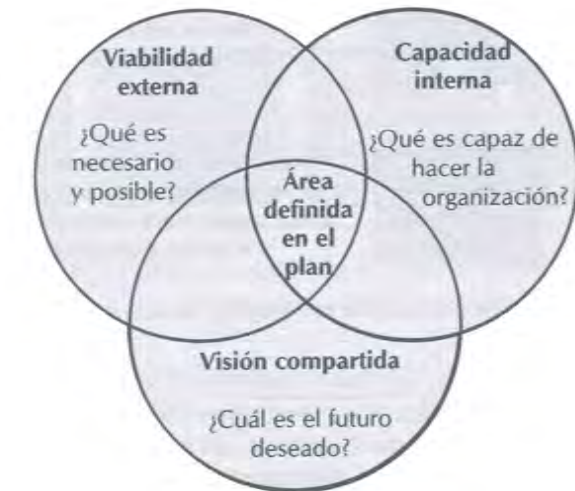 Viabilidad
externa
¿Qué es
necesario
y posible?
Capacidad
interna
¿Qué es capaz de
hacer la
organización?
Área
definida
en el
plan
Visión compartida
¿Cuál es el futuro
deseado?